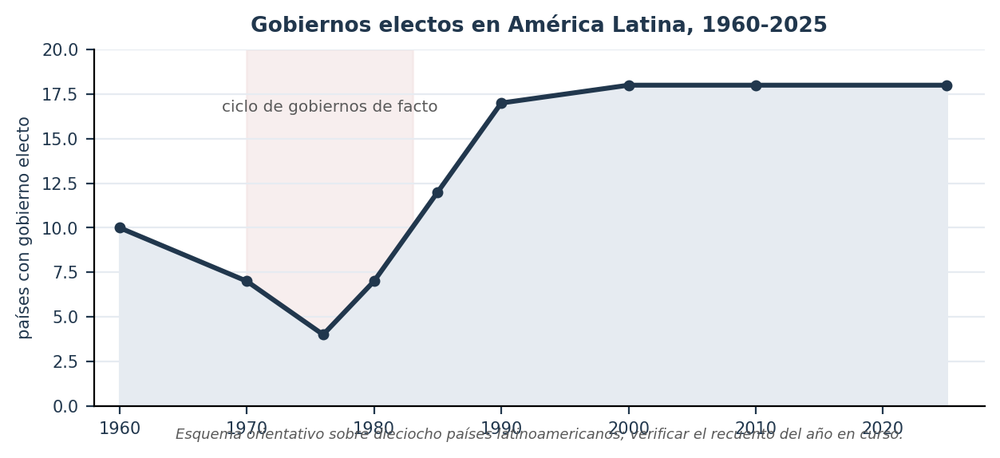 Gobiernos electos en América Latina, 1960-2025
países con gobierno electo
20.0
17.5
15.0
12.5
10.0
7.5
5.0
2.5
0.0
ciclo de gobiernos de facto
1960 1970 1980 1990 2000 2010 2020
Esquema orientativo sobre dieciocho países latinoamericanos; verificar el recuento del año en curso.